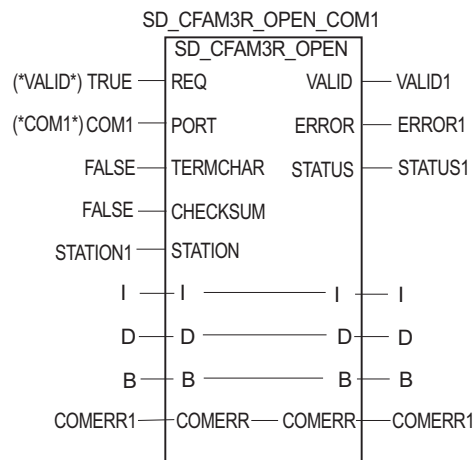 SD_CFAM3R_OPEN_COM1
SD_CFAM3R_OPEN
(*VALID*) TRUE REQ VALID VALID1
(*COM1*) COM1 PORT ERROR ERROR1
FALSE TERMCHAR STATUS STATUS1
FALSE CHECKSUM
STATION1 STATION
I I I I
D D D D
B B B B
COMERR1 COMERR COMERR COMERR1